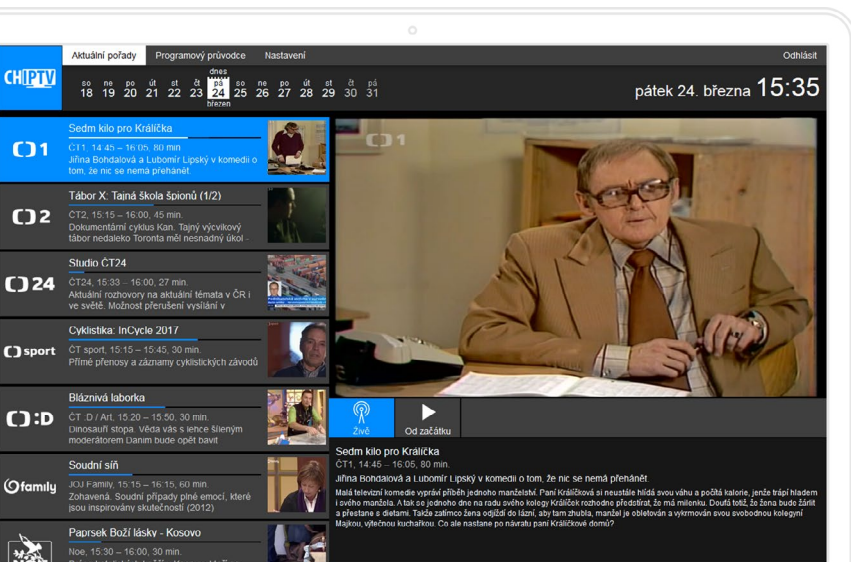 Aktuální pořady Programový průvodce Nastavení Odhlásit
CHIPTV
dnes
so ne po út st čt pá so ne po út st čt pá
18 19 20 21 22 23 24 25 26 27 28 29 30 31
březen
pátek 24. března 15:35
1
Sedm kilo pro Králíčka
ČT1, 14:45 – 16:05, 80 min.
Jiřina Bohdalová a Lubomír Lipský v komedii o
tom, že nic se nemá přehánět.
2
Tábor X: Tajná škola špionů (1/2)
ČT2, 15:15 – 16:00, 45 min.
Dokumentární cyklus Kan. Tajný výcvikový
tábor nedaleko Toronta měl nesnadný úkol -
24
Studio ČT24
ČT24, 15:33 – 16:00, 27 min.
Aktuální rozhovory na aktuální témata v ČR i
ve světě. Možnost přerušení vysílání v
sport
Cyklistika: InCycle 2017
ČT sport, 15:15 – 15:45, 30 min.
Přímé přenosy a záznamy cyklistických závodů
:D
Bláznivá laborka
ČT :D / Art, 15:20 – 15:50, 30 min.
Dinosauří stopa. Věda vás s ience šíleným
moderátorem Danim bude opět bavit
family
Soudní síň
JOJ Family, 15:15 – 16:15, 60 min.
Zohavená. Soudní případy plné emocí, které
jsou inspirovány skutečností (2012)
Paprsek Boží lásky - Kosovo
Noe, 15:30 – 16:00, 30 min.
1
Živě
Od začátku
Sedm kilo pro Králíčka
ČT1, 14:45 – 16:05, 80 min.
Jiřina Bohdalová a Lubomír Lipský v komedii o tom, že nic se nemá přehánět.
Malá televizní komedie vypráví příběh jednoho manželství. Paní Králíčková si neustále hlídá svou váhu a počítá kalorie, jenže trápí hladem
i svého manžela. A tak se jednoho dne na radu svého kolegy Králíček rozhodne předstírat, že má milenku. Doufá totiž, že žena bude žárlit
a přestane s dietami. Takže zatímco žena odjíždí do lázní, aby tam zhubla, manžel je obletován a vykrmován svou svobodnou kolegyní
Majkou, výtečnou kuchařkou. Co ale nastane po návratu paní Králíčkové domů?